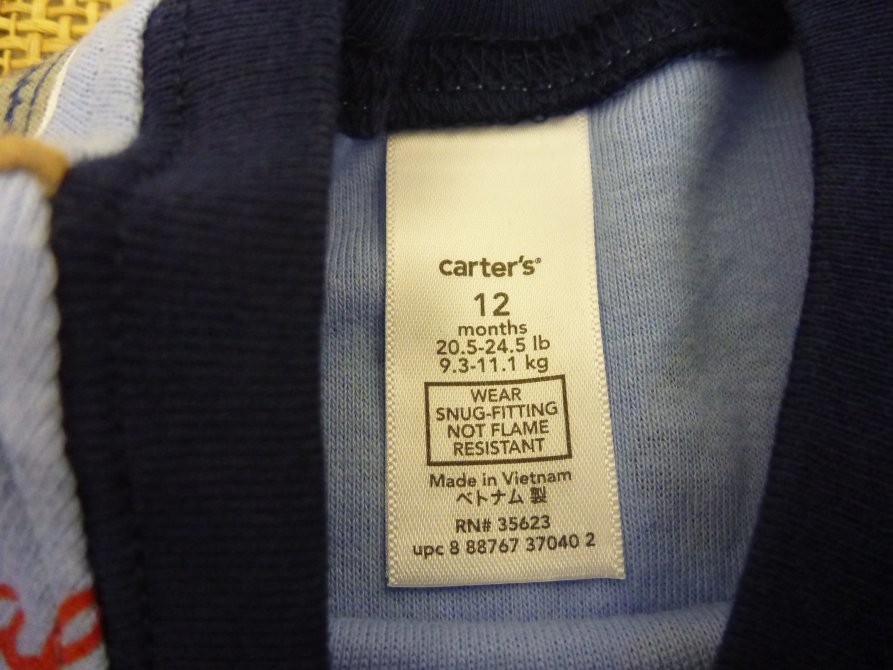 carter's®
12
months
20.5-24.5 lb
9.3-11.1 kg
WEAR
SNUG-FITTING
NOT FLAME
RESISTANT
Made in Vietnam
ベトナム 製
RN# 35623
upc 8 88767 37040 2